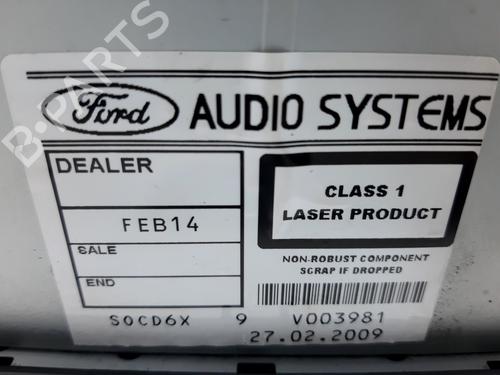 Ford AUDIO SYSTEMS
DEALER
FEB14
SALE
END
CLASS 1
LASER PRODUCT
NON-ROBUST COMPONENT
SCRAP IF DROPPED
SOCD6X 9 V003981
27.02.2009
B-PARTS